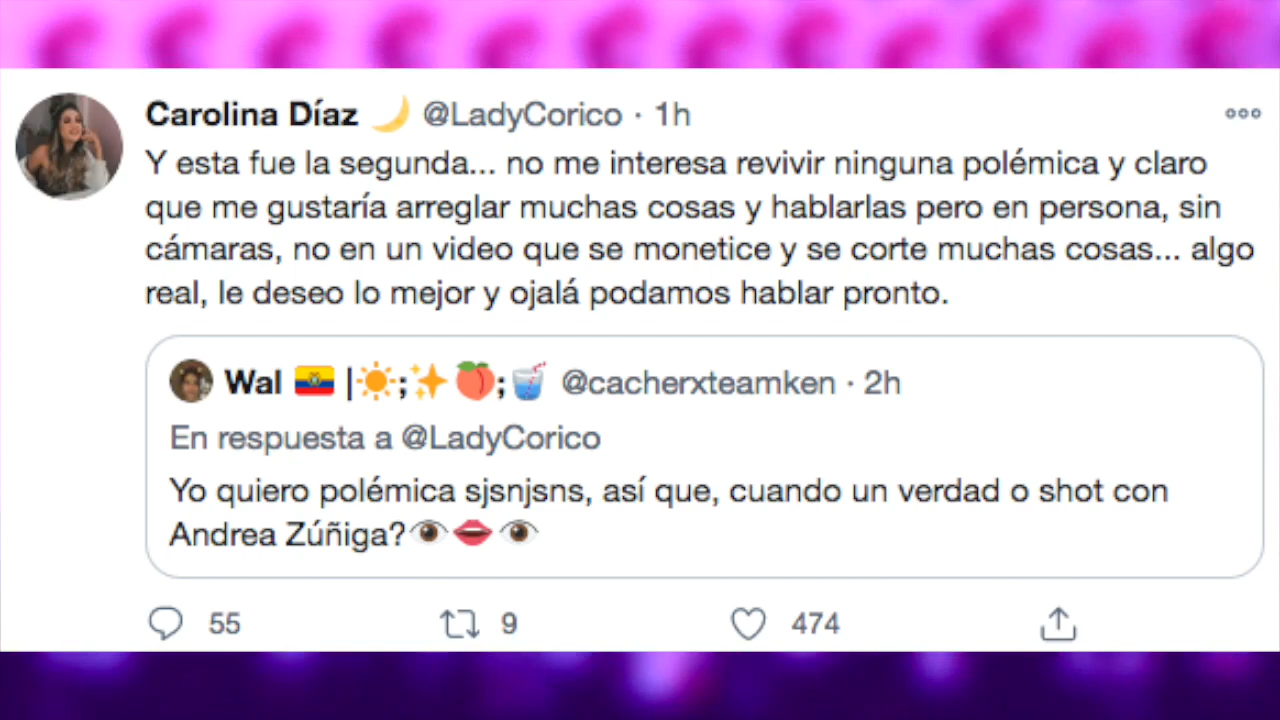 Carolina Díaz 🌙 @LadyCorico · 1h
Y esta fue la segunda... no me interesa revivir ninguna polémica y claro
que me gustaría arreglar muchas cosas y hablarlas pero en persona, sin
cámaras, no en un video que se monetice y se corte muchas cosas... algo
real, le deseo lo mejor y ojalá podamos hablar pronto.
Wal 🇪🇨 |☀️;✨🍑;🥤 @cacherxteamken · 2h
En respuesta a @LadyCorico
Yo quiero polémica sjsnjsns, así que, cuando un verdad o shot con
Andrea Zúñiga?👁👄👁
55 9 474